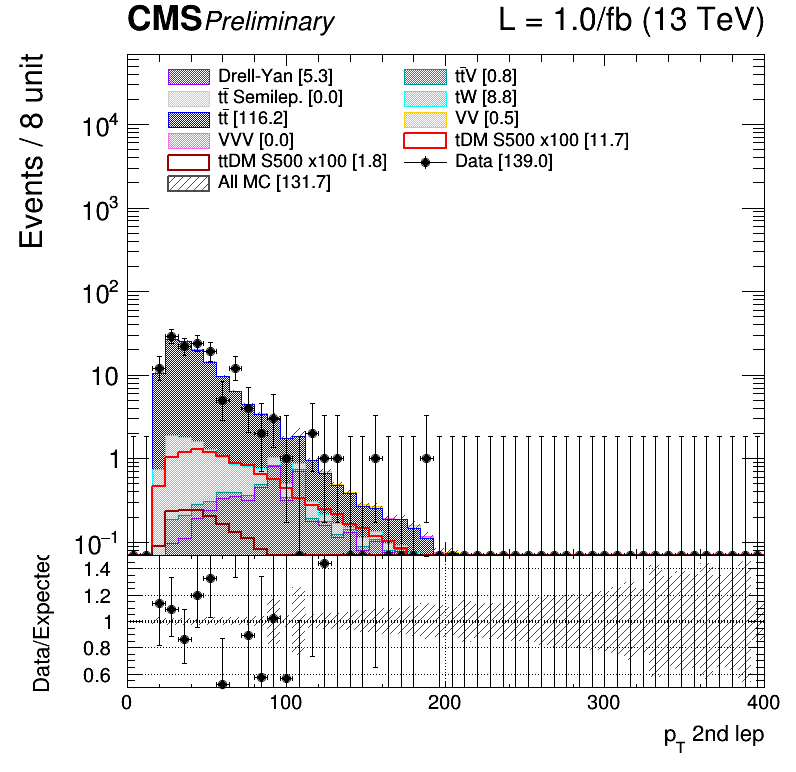 CMS Preliminary L = 1.0/fb (13 TeV)
Events / 8 unit
Drell-Yan [5.3]
tt̄V [0.8]
tt̄ Semilep. [0.0]
tW [8.8]
tt̄ [116.2]
VV [0.5]
VVV [0.0]
tDM S500 x100 [11.7]
ttDM S500 x100 [1.8]
Data [139.0]
All MC [131.7]
10⁴
10³
10²
10
1
10⁻¹
Data/Expected
1.4
1.2
1
0.8
0.6
0 100 200 300 400
p_T 2nd lep